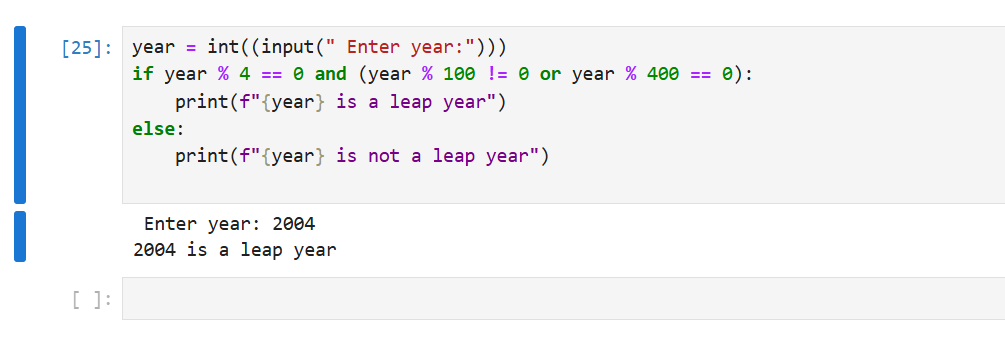 [25]: year = int((input(" Enter year:")))
if year % 4 == 0 and (year % 100 != 0 or year % 400 == 0):
    print(f"{year} is a leap year")
else:
    print(f"{year} is not a leap year")
 Enter year: 2004
2004 is a leap year
[ ]: